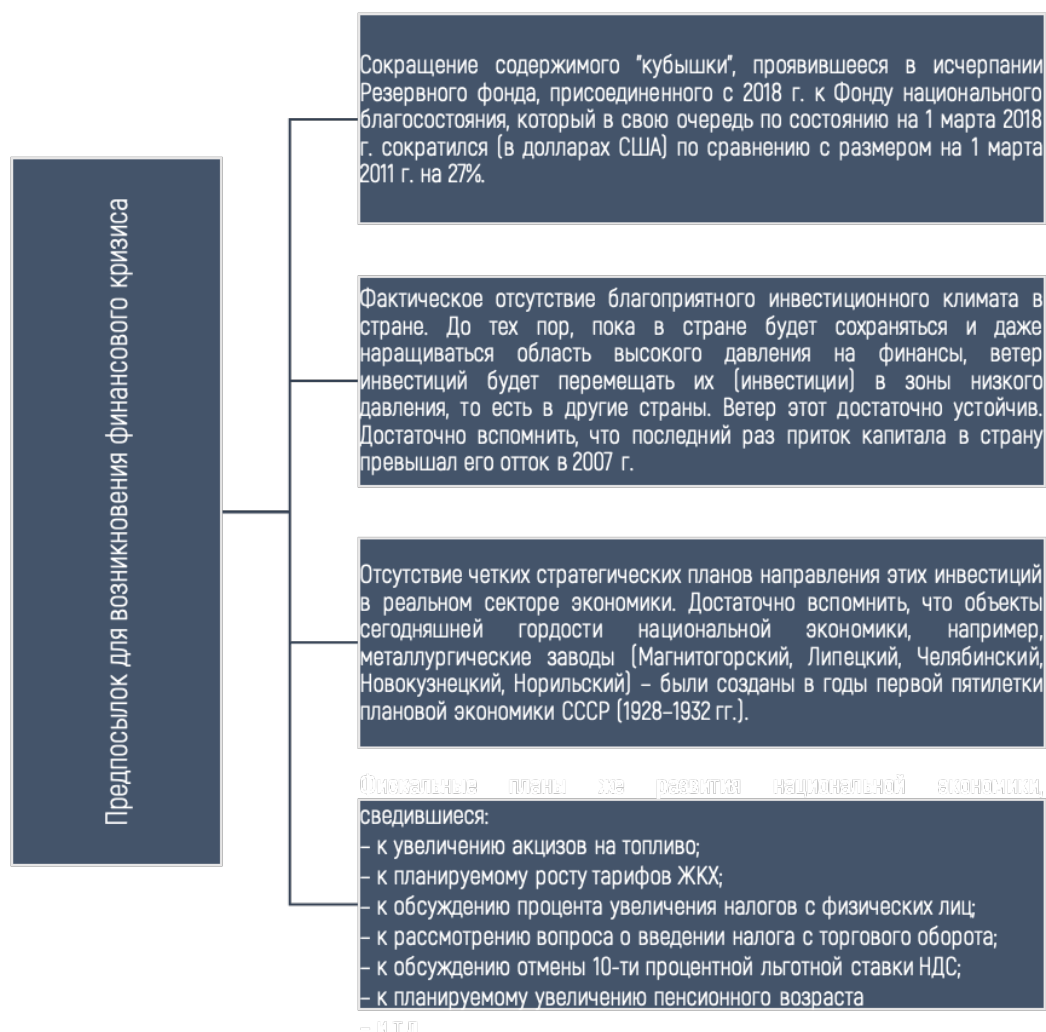 Предпосылок для возникновения финансового кризиса
Сокращение содержимого "кубышки", проявившееся в исчерпании
Резервного фонда, присоединенного с 2018 г. к Фонду национального
благосостояния, который в свою очередь по состоянию на 1 марта 2018
г. сократился (в долларах США) по сравнению с размером на 1 марта
2011 г. на 27%.
Фактическое отсутствие благоприятного инвестиционного климата в
стране. До тех пор, пока в стране будет сохраняться и даже
наращиваться область высокого давления на финансы, ветер
инвестиций будет перемещать их (инвестиции) в зоны низкого
давления, то есть в другие страны. Ветер этот достаточно устойчив.
Достаточно вспомнить, что последний раз приток капитала в страну
превышал его отток в 2007 г.
Отсутствие четких стратегических планов направления этих инвестиций
в реальном секторе экономики. Достаточно вспомнить, что объекты
сегодняшней гордости национальной экономики, например,
металлургические заводы (Магнитогорский, Липецкий, Челябинский,
Новокузнецкий, Норильский) – были созданы в годы первой пятилетки
плановой экономики СССР (1928–1932 гг.).
Фискальные планы же развития национальной экономики,
сведившиеся:
– к увеличению акцизов на топливо;
– к планируемому росту тарифов ЖКХ;
– к обсуждению процента увеличения налогов с физических лиц;
– к рассмотрению вопроса о введении налога с торгового оборота;
– к обсуждению отмены 10-ти процентной льготной ставки НДС;
– к планируемому увеличению пенсионного возраста
– и т.п.